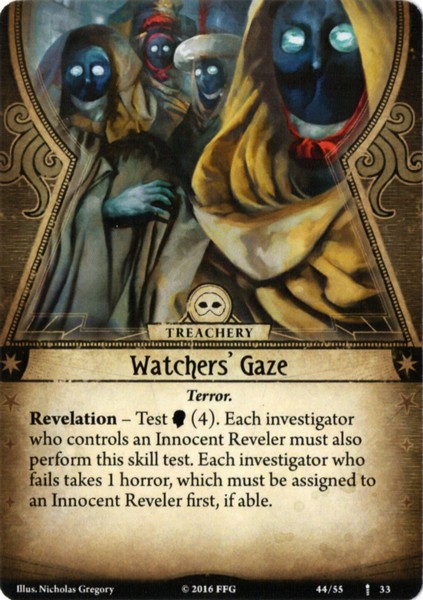 TREACHERY
Watchers' Gaze
Terror.
Revelation – Test (4). Each investigator
who controls an Innocent Reveler must also
perform this skill test. Each investigator who
fails takes 1 horror, which must be assigned to
an Innocent Reveler first, if able.
Illus. Nicholas Gregory © 2016 FFG 44/55 33